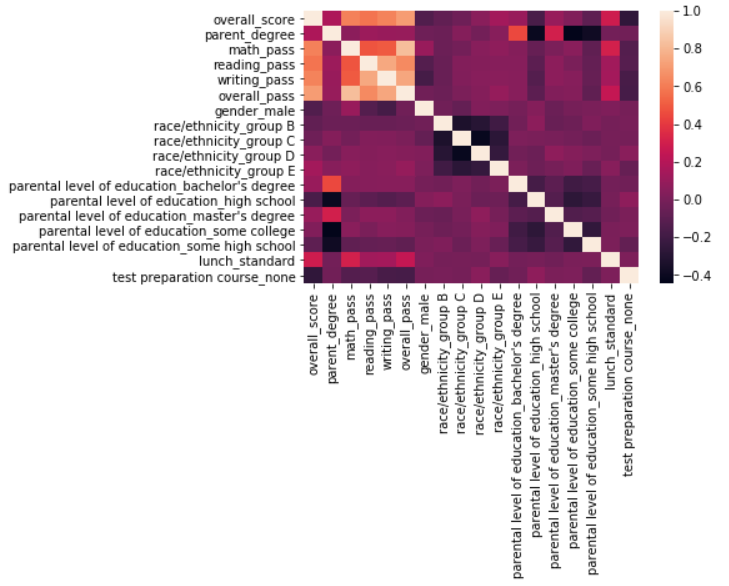 overall_score
parent_degree
math_pass
reading_pass
writing_pass
overall_pass
gender_male
race/ethnicity_group B
race/ethnicity_group C
race/ethnicity_group D
race/ethnicity_group E
parental level of education_bachelor's degree
parental level of education_high school
parental level of education_master's degree
parental level of education_some college
parental level of education_some high school
lunch_standard
test preparation course_none
overall_score
parent_degree
math_pass
reading_pass
writing_pass
overall_pass
gender_male
race/ethnicity_group B
race/ethnicity_group C
race/ethnicity_group D
race/ethnicity_group E
parental level of education_bachelor's degree
parental level of education_high school
parental level of education_master's degree
parental level of education_some college
parental level of education_some high school
lunch_standard
test preparation course_none
1.0
0.8
0.6
0.4
0.2
0.0
−0.2
−0.4